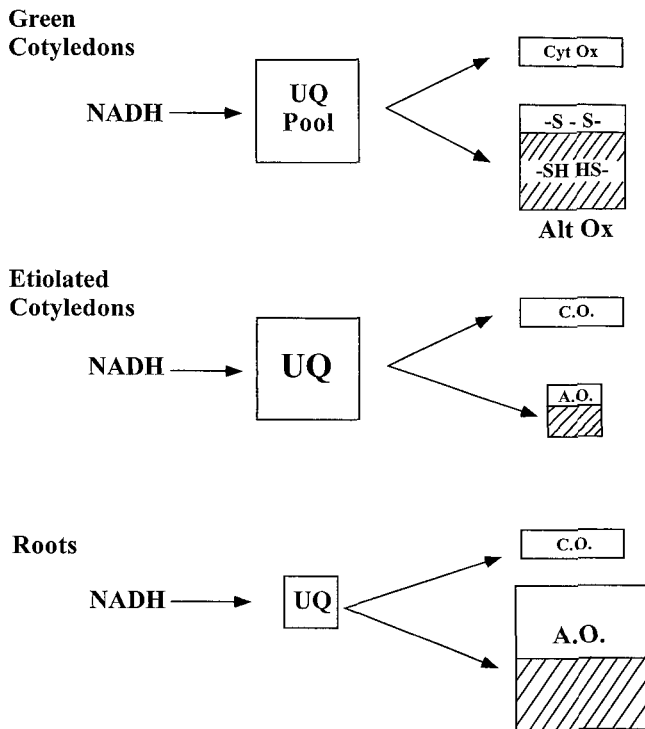 Green
Cotyledons
NADH
UQ
Pool
Cyt Ox
-S - S-
-SH HS-
Alt Ox
Etiolated
Cotyledons
NADH
UQ
C.O.
A.O.
Roots
NADH
UQ
C.O.
A.O.